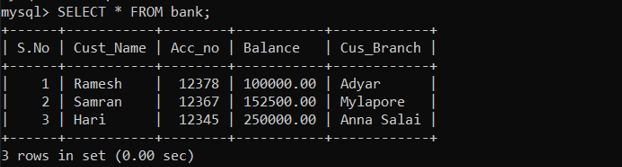 mysql> SELECT * FROM bank;
+------+-----------+--------+-----------+------------+
| S.No | Cust_Name | Acc_no | Balance   | Cus_Branch |
+------+-----------+--------+-----------+------------+
|    1 | Ramesh    |  12378 | 100000.00 | Adyar      |
|    2 | Samran    |  12367 | 152500.00 | Mylapore   |
|    3 | Hari      |  12345 | 250000.00 | Anna Salai |
+------+-----------+--------+-----------+------------+
3 rows in set (0.00 sec)